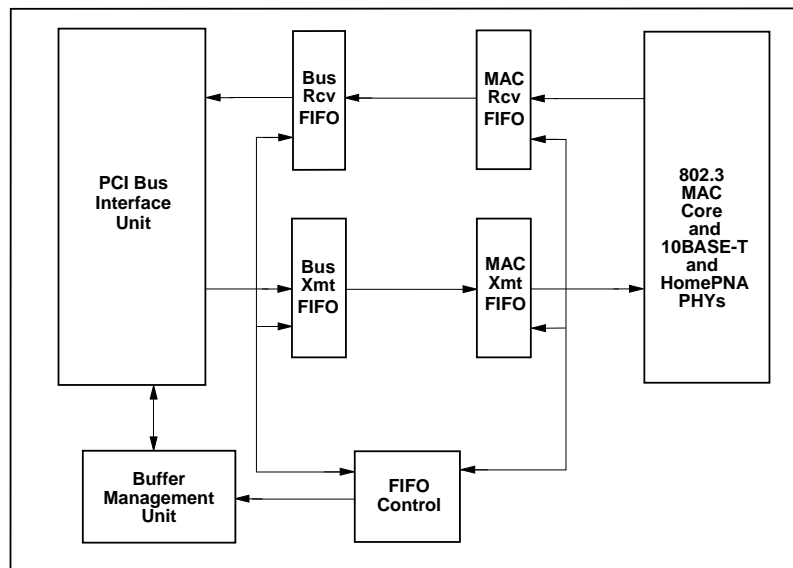 Bus
Rcv
FIFO
MAC
Rcv
FIFO
PCI Bus
Interface
Unit
802.3
MAC
Core
and
10BASE-T
and
HomePNA
PHYs
Bus
Xmt
FIFO
MAC
Xmt
FIFO
Buffer
Management
Unit
FIFO
Control